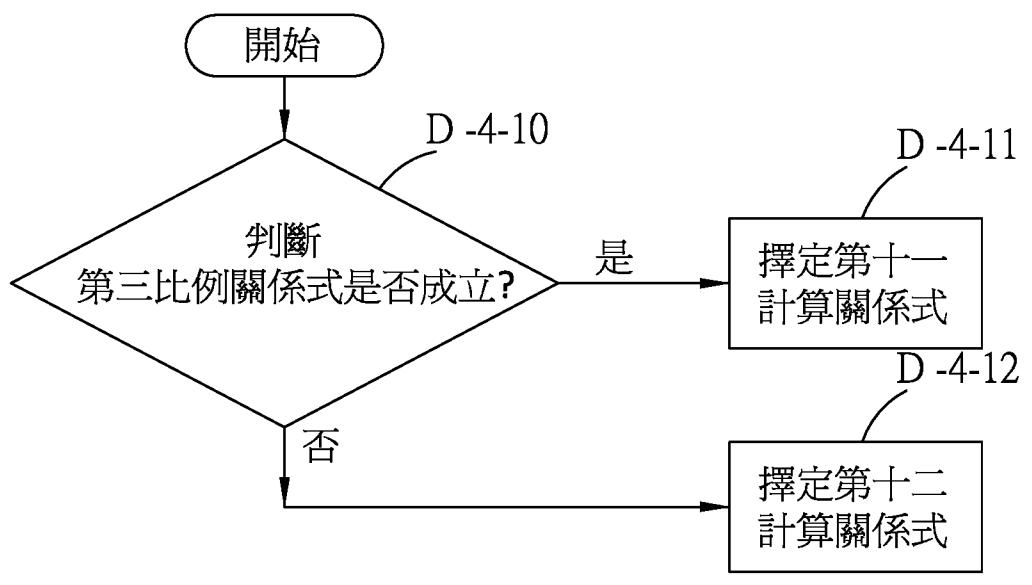 開始
D -4-10
判斷
第三比例關係式是否成立?
是
D -4-11
擇定第十一
計算關係式
否
D -4-12
擇定第十二
計算關係式